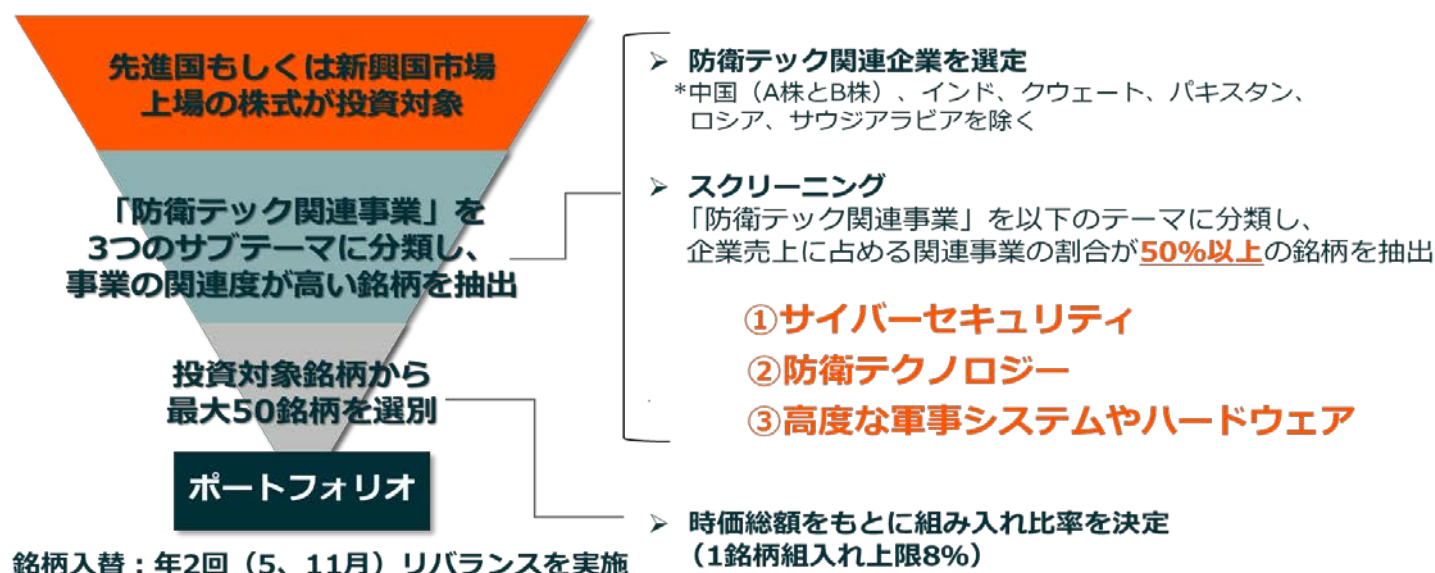 先進国もしくは新興国市場
上場の株式が投資対象
「防衛テック関連事業」を
3つのサブテーマに分類し、
事業の関連度が高い銘柄を抽出
投資対象銘柄から
最大50銘柄を選別
ポートフォリオ
銘柄入替：年2回（5、11月）リバランスを実施
➢ 防衛テック関連企業を選定
*中国（A株とB株）、インド、クウェート、パキスタン、
ロシア、サウジアラビアを除く
➢ スクリーニング
「防衛テック関連事業」を以下のテーマに分類し、
企業売上に占める関連事業の割合が50%以上の銘柄を抽出
①サイバーセキュリティ
②防衛テクノロジー
③高度な軍事システムやハードウェア
➢ 時価総額をもとに組み入れ比率を決定
（1銘柄組入れ上限8%）